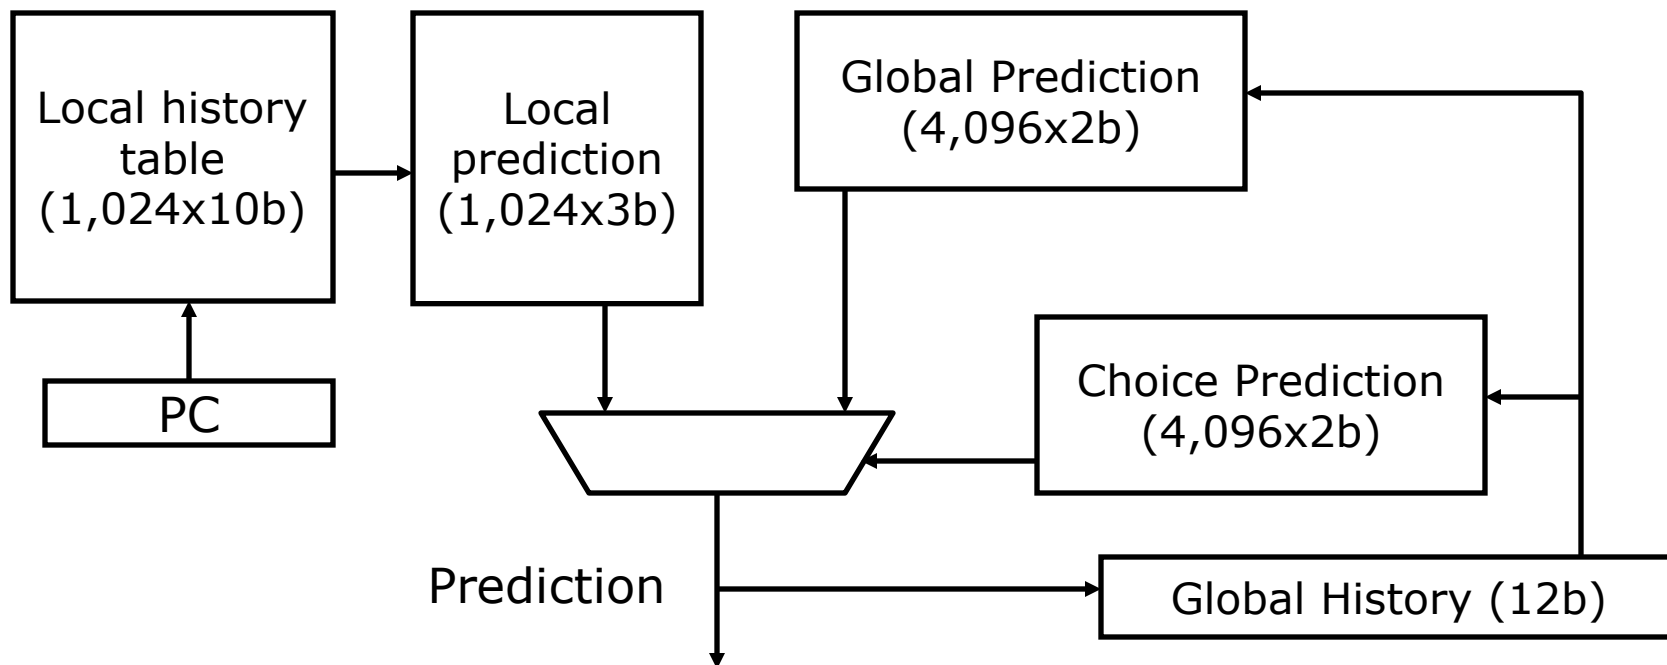 Local history
table
(1,024x10b)
Local
prediction
(1,024x3b)
Global Prediction
(4,096x2b)
PC
Choice Prediction
(4,096x2b)
Prediction
Global History (12b)